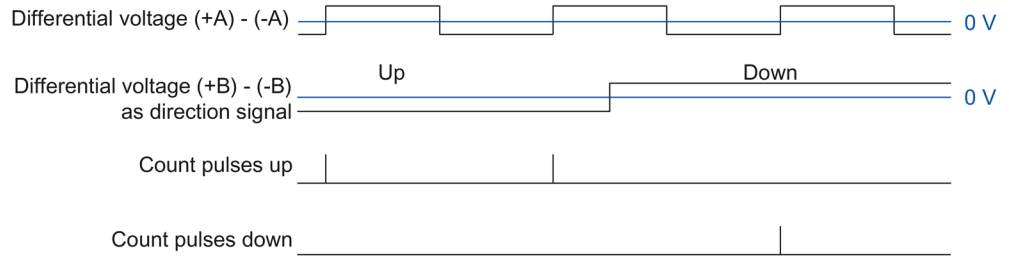 Differential voltage (+A) - (-A)
0 V
Up
Down
Differential voltage (+B) - (-B)
as direction signal
0 V
Count pulses up
Count pulses down